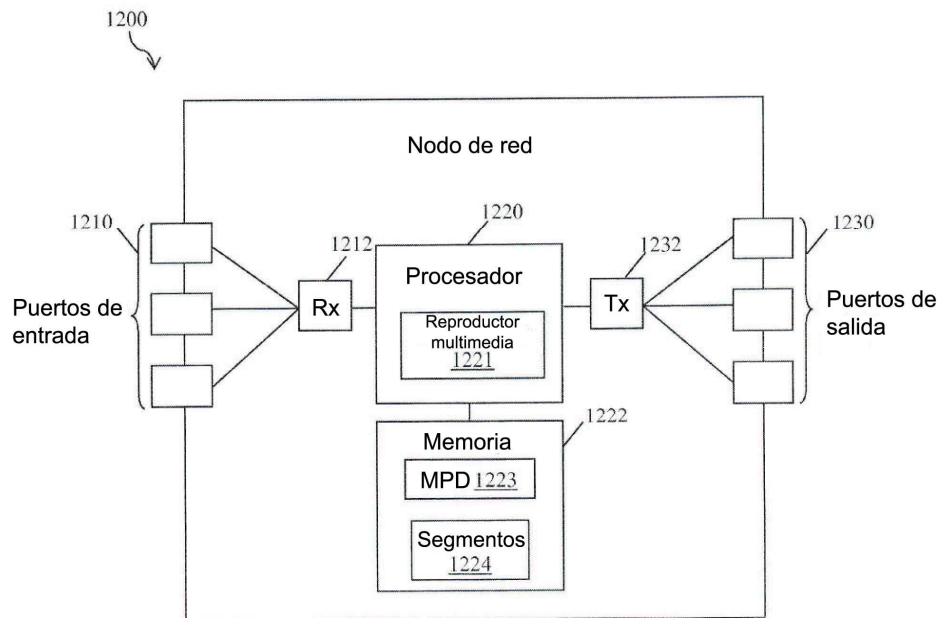 1200
Nodo de red
1210
1220
1230
1212
1232
Procesador
Puertos de
entrada
Rx
Tx
Puertos de
salida
Reproductor
multimedia
1221
1222
Memoria
MPD 1223
Segmentos
1224